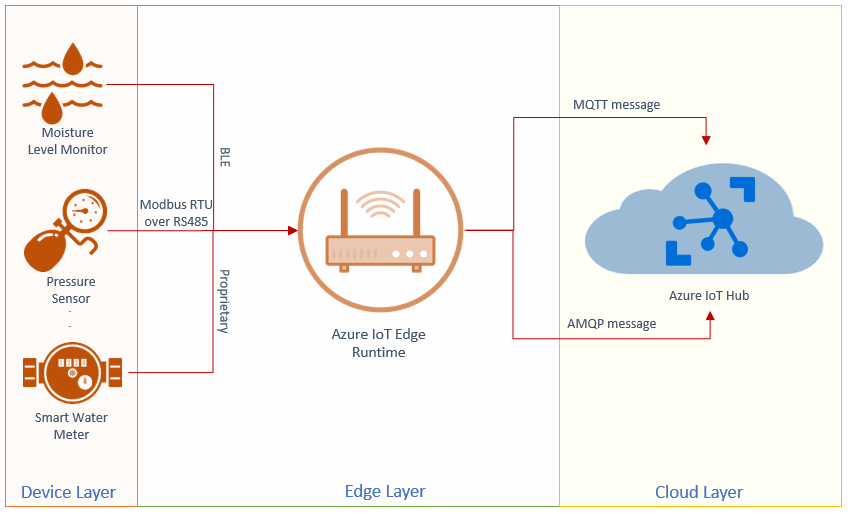 Moisture
Level Monitor
BLE
Modbus RTU
over RS485
Pressure
Sensor
.
.
Proprietary
Smart Water
Meter
Device Layer
Azure IoT Edge
Runtime
Edge Layer
MQTT message
Azure IoT Hub
AMQP message
Cloud Layer